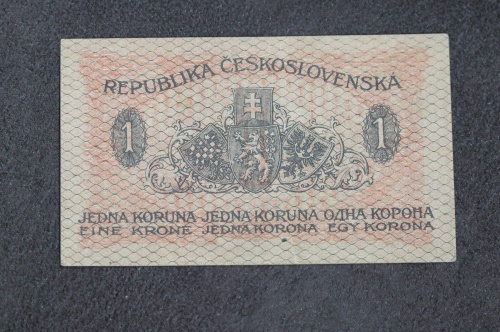 REPUBLIKA ČESKOSLOVENSKÁ
1 1
JEDNA KORUNA JEDNA KORUNA ОДНА КОРОНА
EINE KRONE JEDNA KORONA EGY KORONA